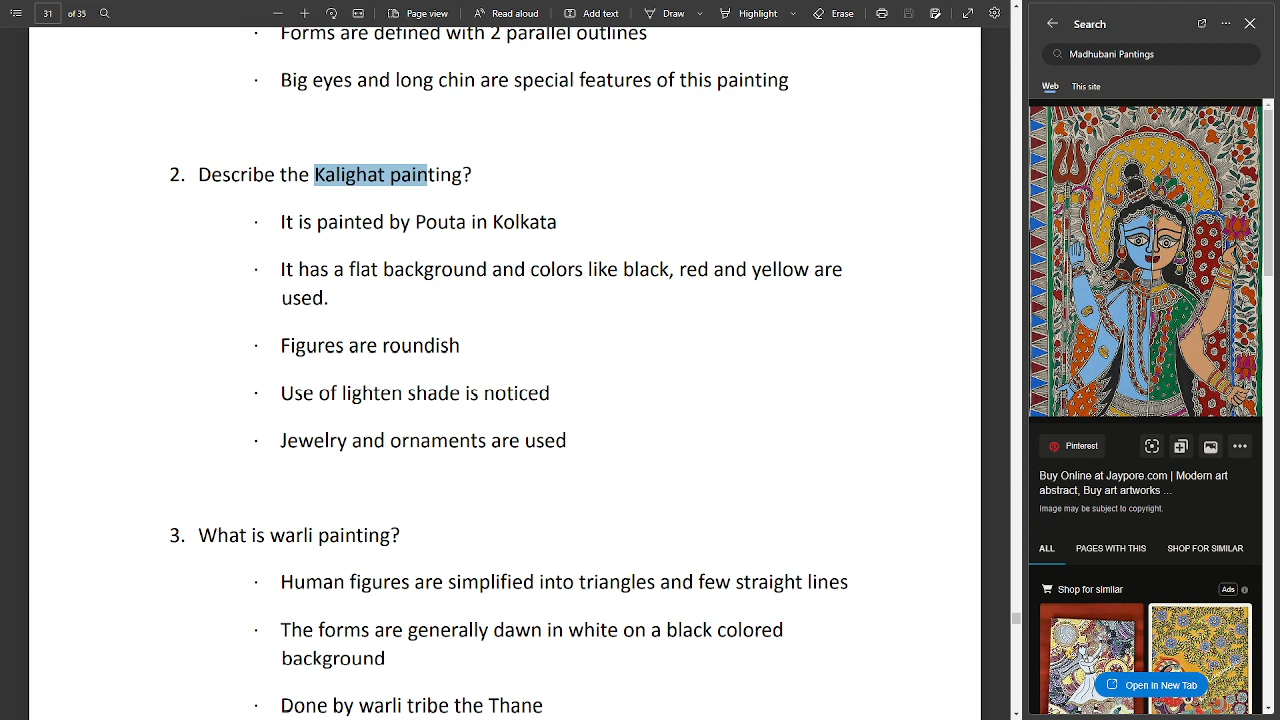 31 of 35 Page view Read aloud Add text Draw Highlight Erase
· Forms are defined with 2 parallel outlines
· Big eyes and long chin are special features of this painting
2. Describe the Kalighat painting?
· It is painted by Pouta in Kolkata
· It has a flat background and colors like black, red and yellow are
used.
· Figures are roundish
· Use of lighten shade is noticed
· Jewelry and ornaments are used
3. What is warli painting?
· Human figures are simplified into triangles and few straight lines
· The forms are generally dawn in white on a black colored
background
· Done by warli tribe the Thane
Search
Madhubani Pantings
Web This site
Pinterest
Buy Online at Jaypore.com | Modern art
abstract, Buy art artworks ...
Image may be subject to copyright.
ALL PAGES WITH THIS SHOP FOR SIMILAR
Shop for similar Ads
Open in New Tab